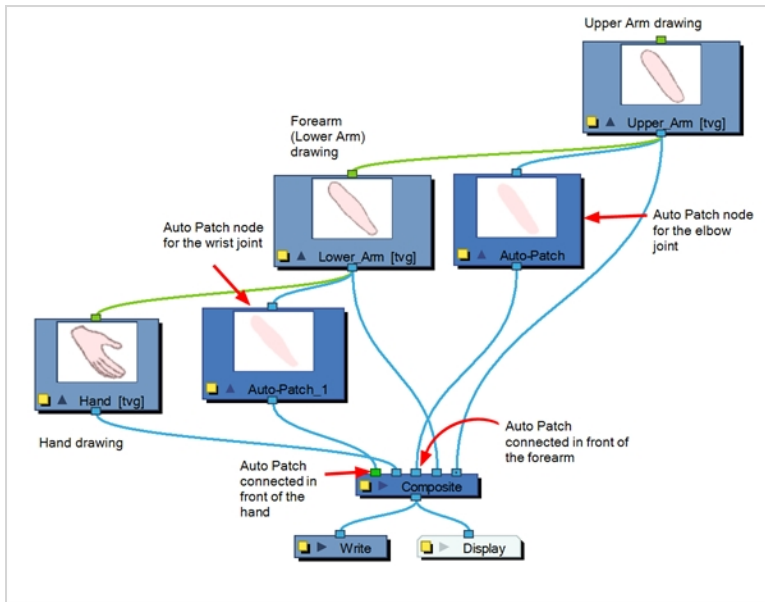 Upper Arm drawing
Upper_Arm [tvg]
Forearm
(Lower Arm)
drawing
Auto Patch node
for the wrist joint
Lower_Arm [tvg]
Auto-Patch
Auto Patch node
for the elbow
joint
Hand [tvg]
Auto-Patch_1
Hand drawing
Auto Patch
connected in
front of the
hand
Auto Patch
connected in front of
the forearm
Composite
Write
Display